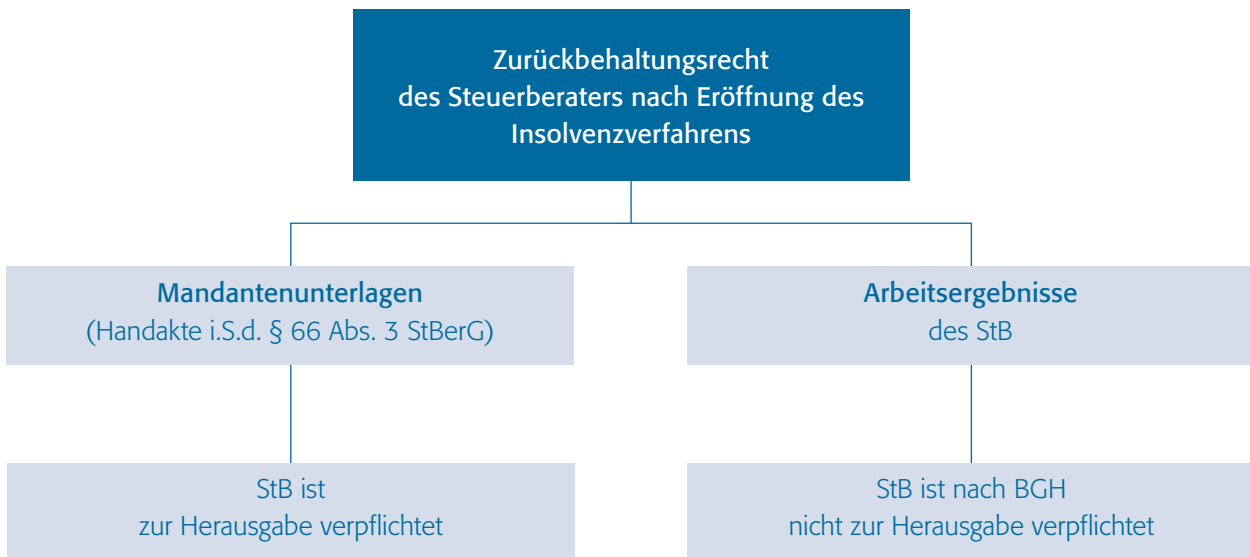 Zurückbehaltungsrecht
des Steuerberaters nach Eröffnung des
Insolvenzverfahrens
Mandantenunterlagen
(Handakte i.S.d. § 66 Abs. 3 StBerG)
Arbeitsergebnisse
des StB
StB ist
zur Herausgabe verpflichtet
StB ist nach BGH
nicht zur Herausgabe verpflichtet